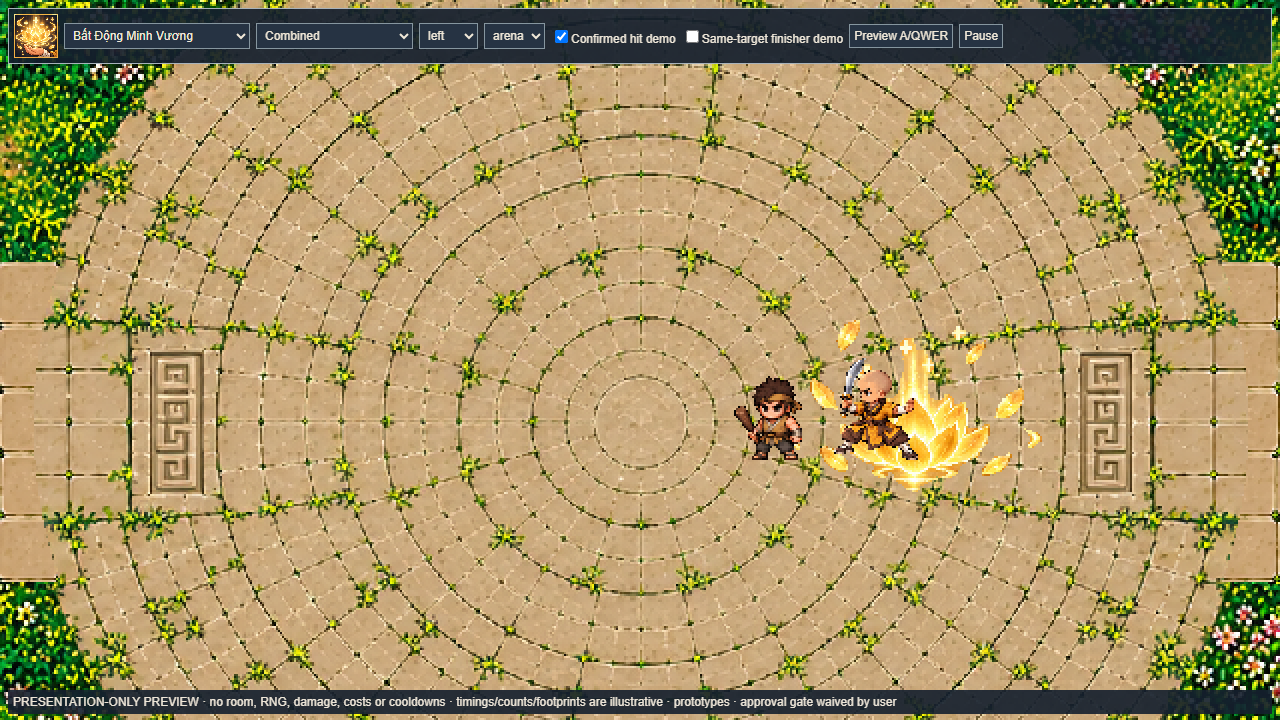 Bất Động Minh Vương Combined left arena Confirmed hit demo Same-target finisher demo Preview A/QWER Pause
PRESENTATION-ONLY PREVIEW · no room, RNG, damage, costs or cooldowns · timings/counts/footprints are illustrative · prototypes · approval gate waived by user